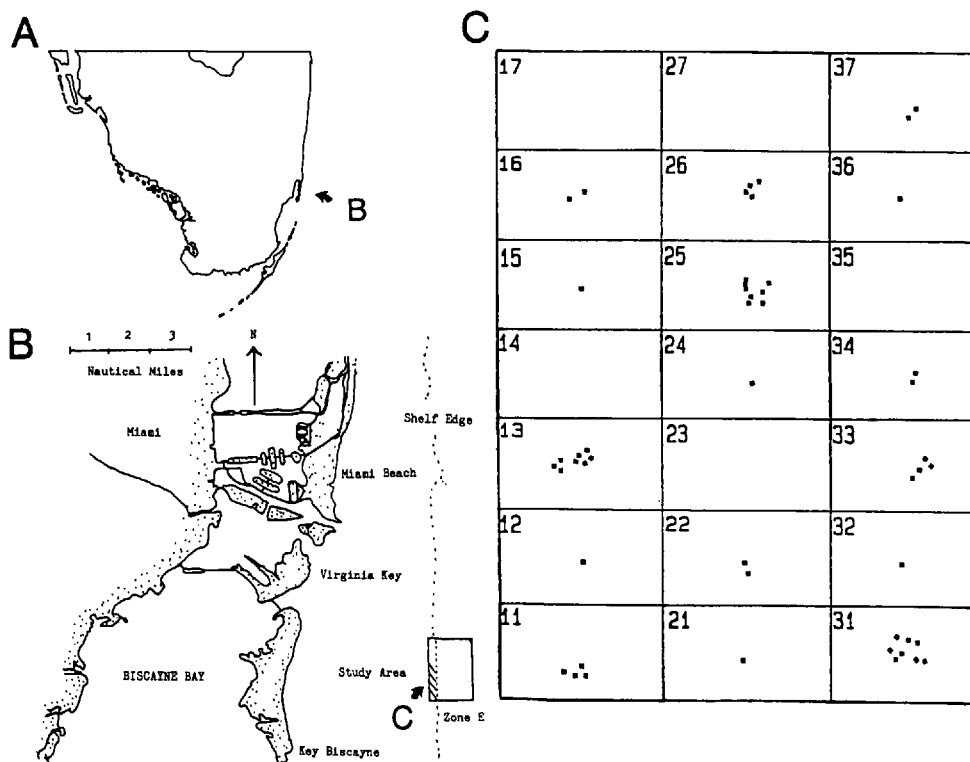 A
B
B
1 2 3
Nautical Miles
N
Miami
Miami Beach
Shelf Edge
Virginia Key
BISCAYNE BAY
Study Area
C
Zone E
Key Biscayne
C
17 27 37
16 26 36
15 25 35
14 24 34
13 23 33
12 22 32
11 21 31